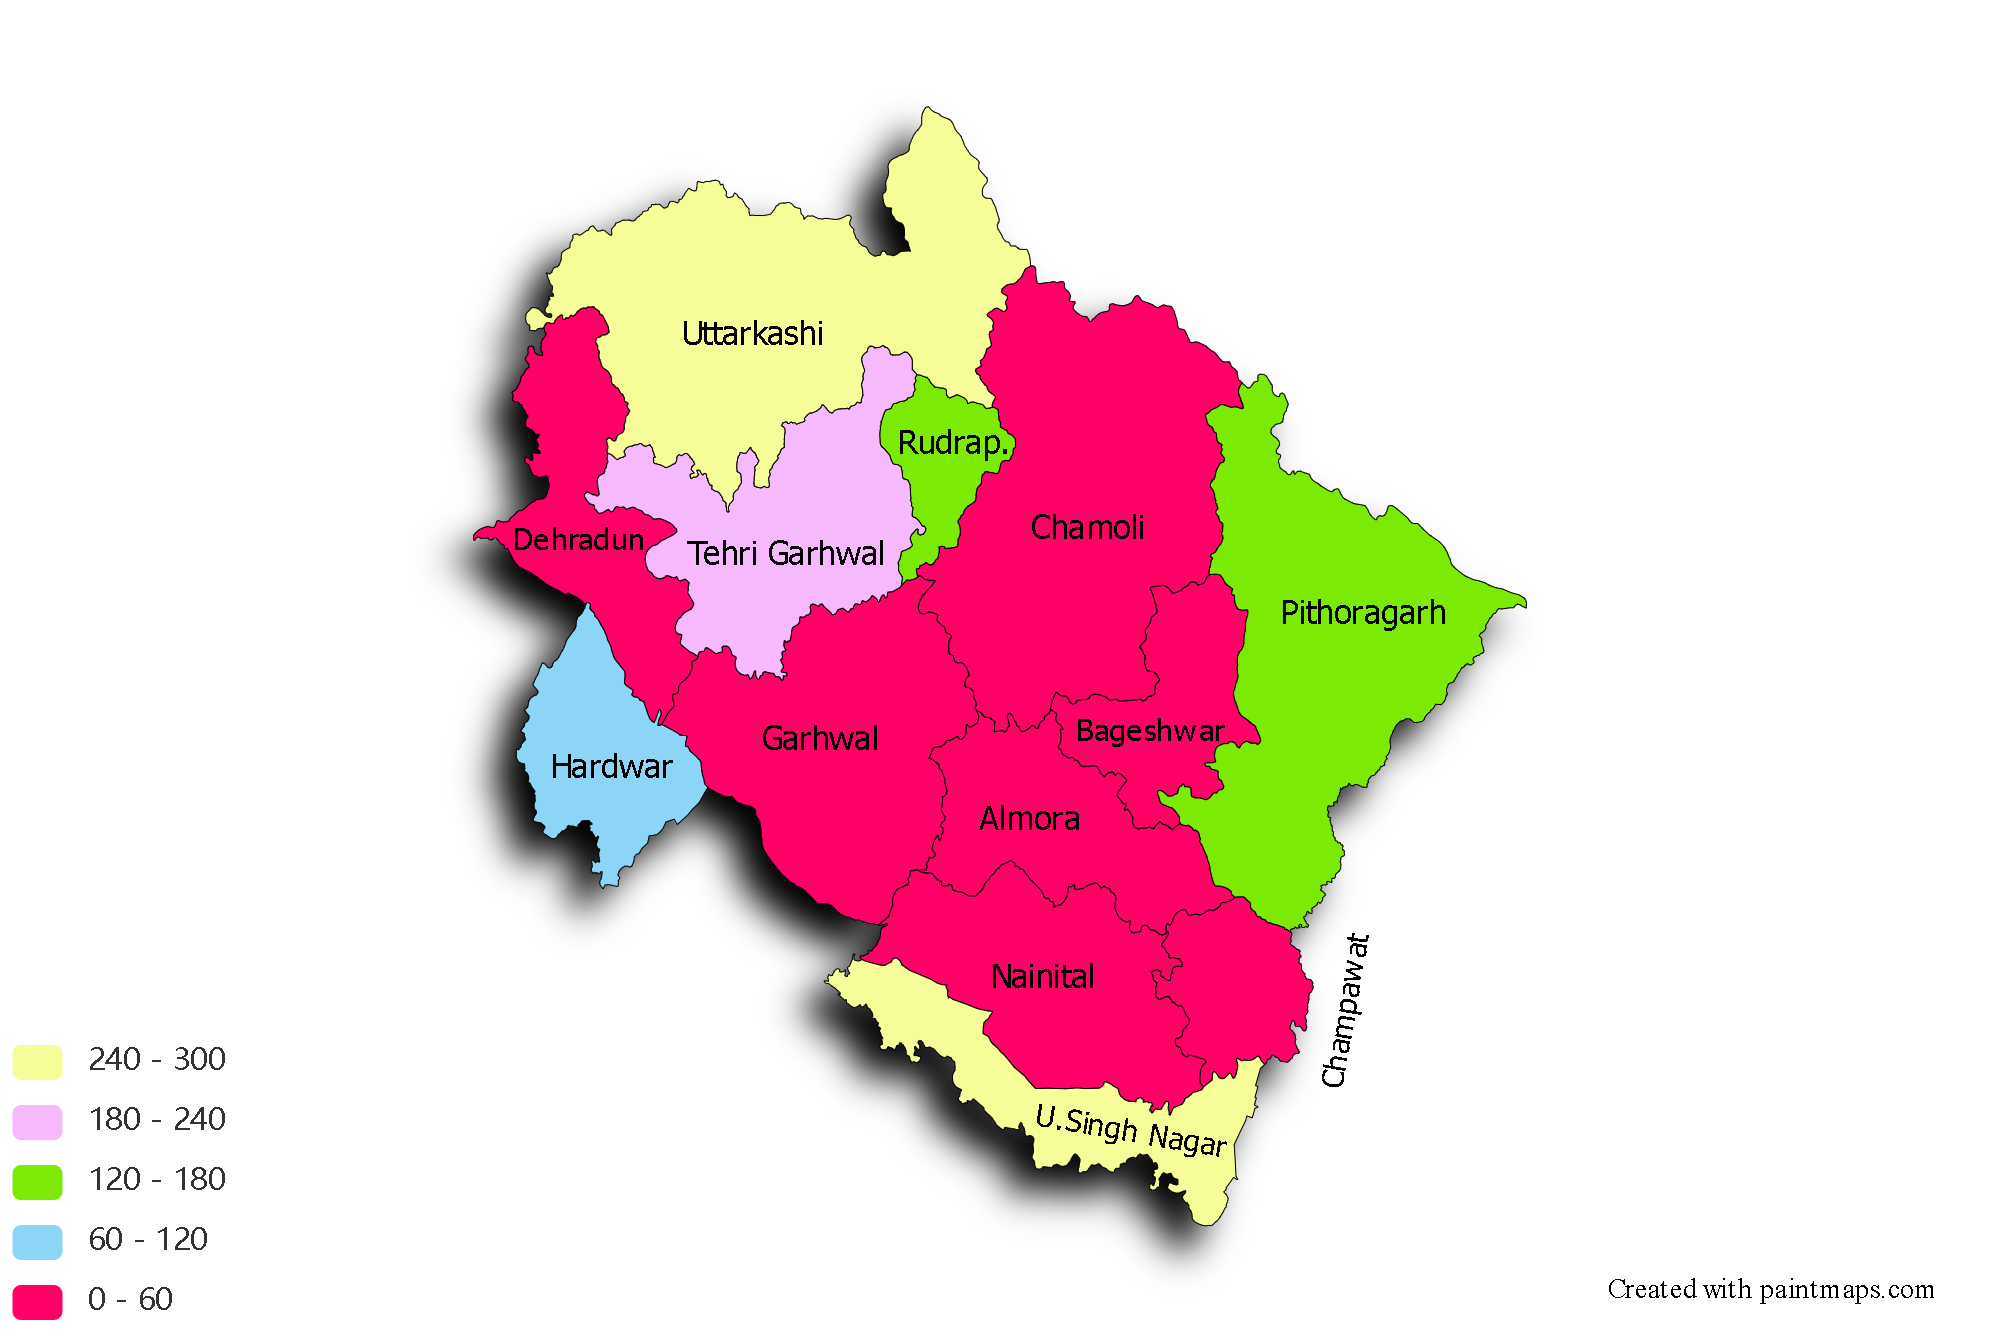 Uttarkashi
Rudrap.
Chamoli
Dehradun
Tehri Garhwal
Pithoragarh
Garhwal
Bageshwar
Hardwar
Almora
Nainital
Champawat
U.Singh Nagar
240 - 300
180 - 240
120 - 180
60 - 120
0 - 60
Created with paintmaps.com